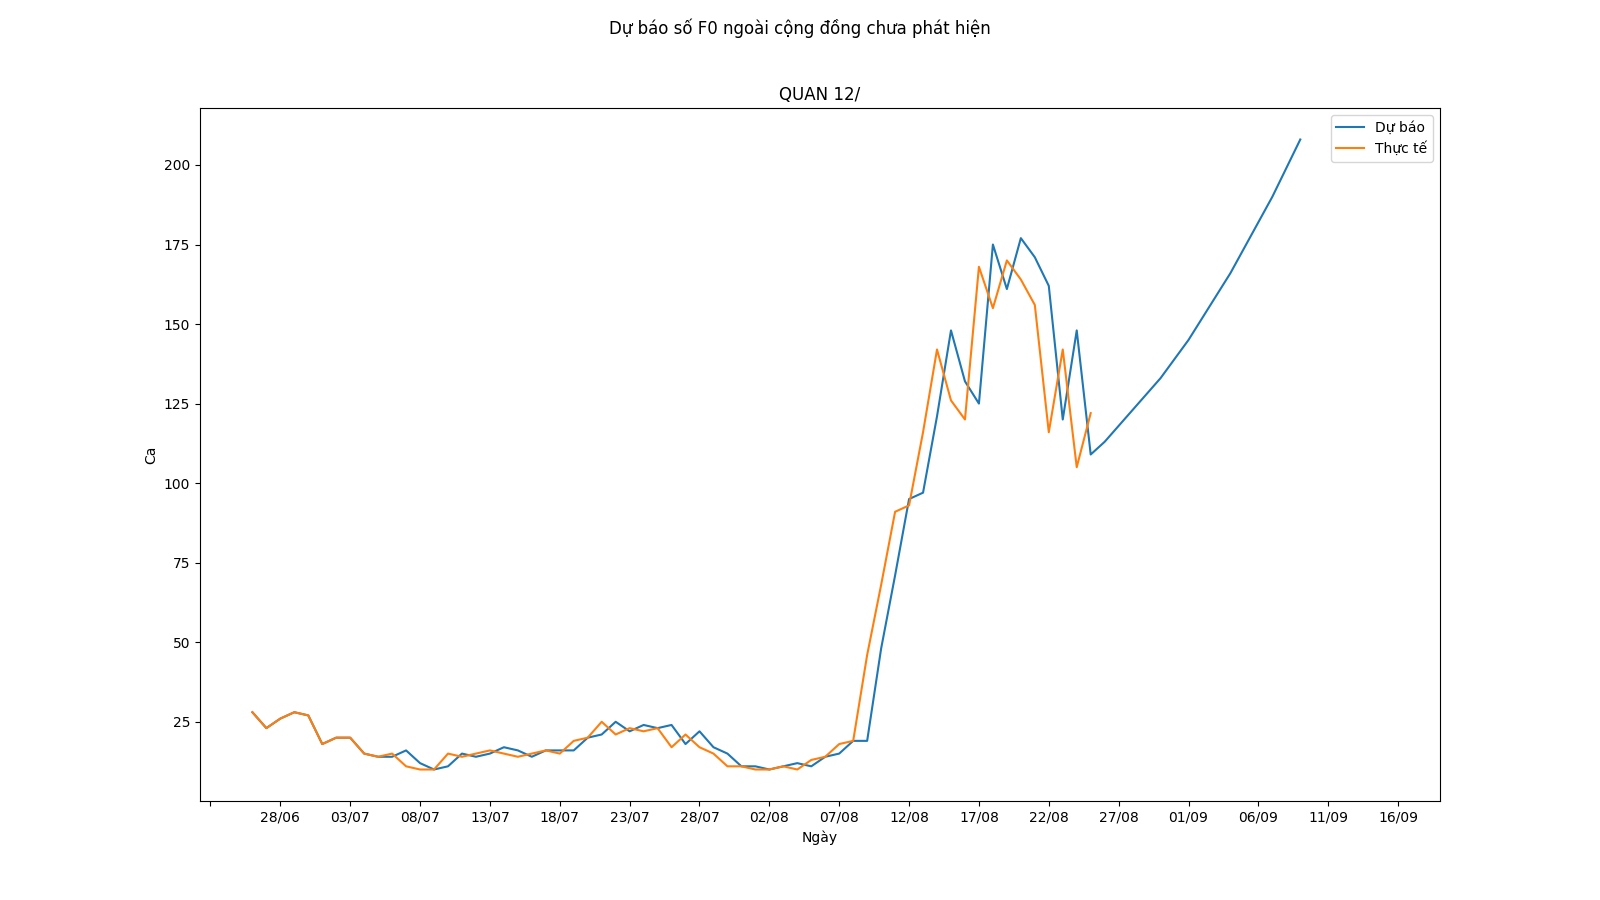 Dự báo số F0 ngoài cộng đồng chưa phát hiện
QUAN 12/
Dự báo
Thực tế
200
175
150
125
100
75
50
25
Ca
28/06 03/07 08/07 13/07 18/07 23/07 28/07 02/08 07/08 12/08 17/08 22/08 27/08 01/09 06/09 11/09 16/09
Ngày